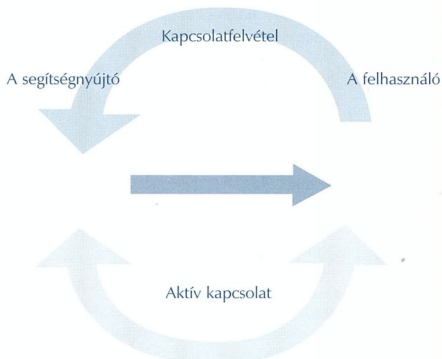 Kapcsolatfelvétel
A segítségnyújtó
A felhasználó
Aktív kapcsolat